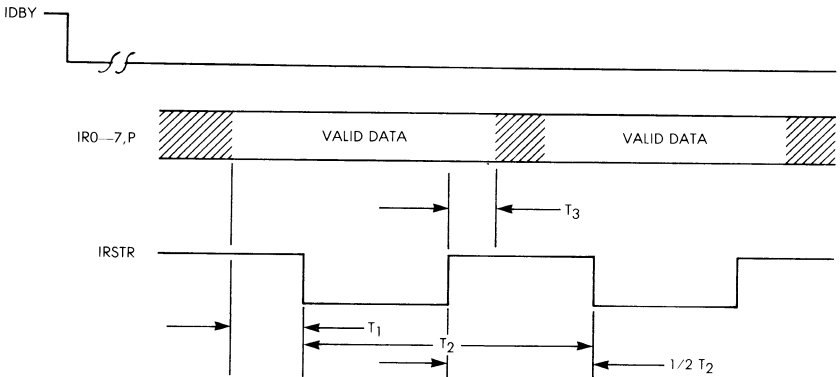 IDBY
IR0—7,P
VALID DATA
VALID DATA
T3
IRSTR
T1
T2
1/2 T2